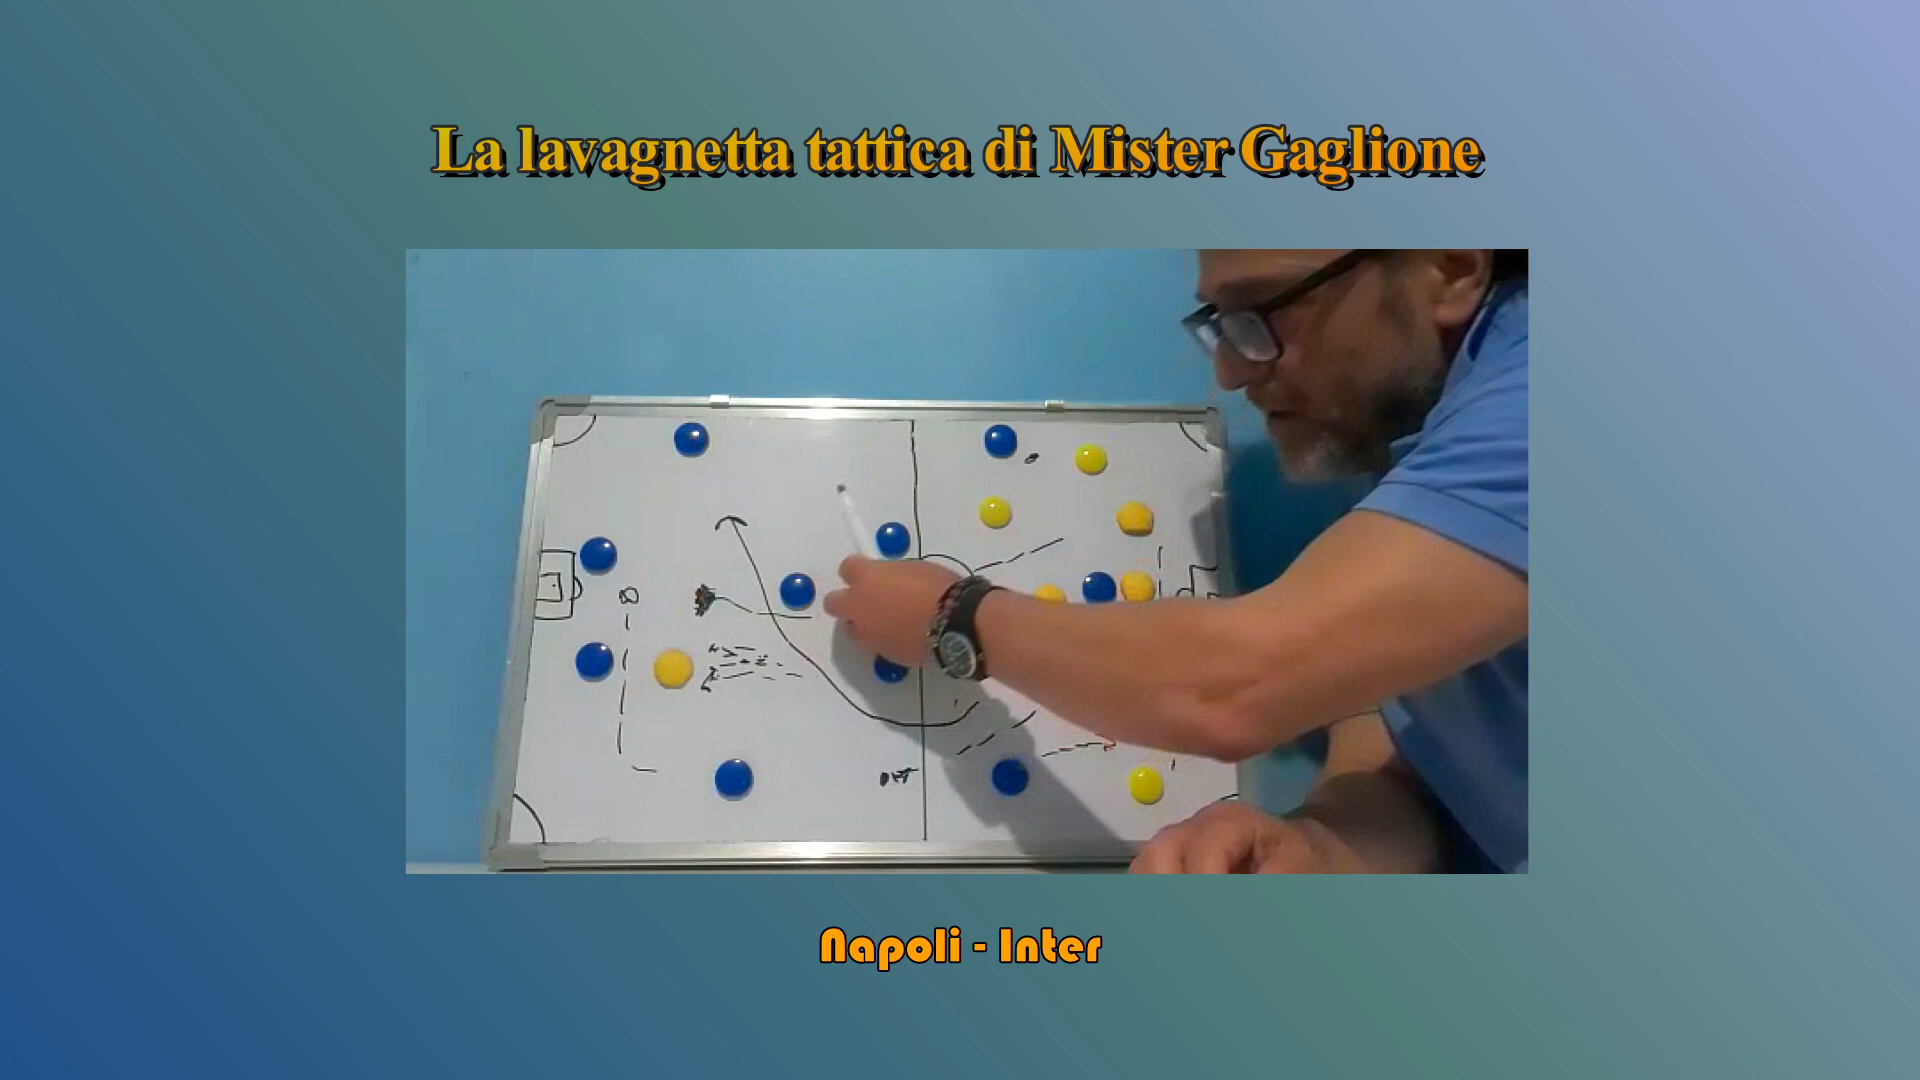 La lavagnetta tattica di Mister Gaglione
Napoli - Inter